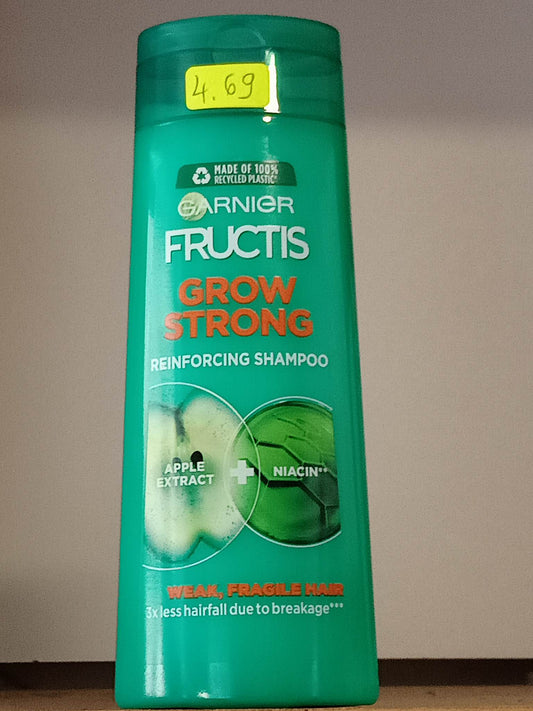 4.69
MADE OF 100%
RECYCLED PLASTIC*
GARNIER
FRUCTIS
GROW
STRONG
REINFORCING SHAMPOO
APPLE
EXTRACT
+
NIACIN**
WEAK, FRAGILE HAIR
3x less hairfall due to breakage***